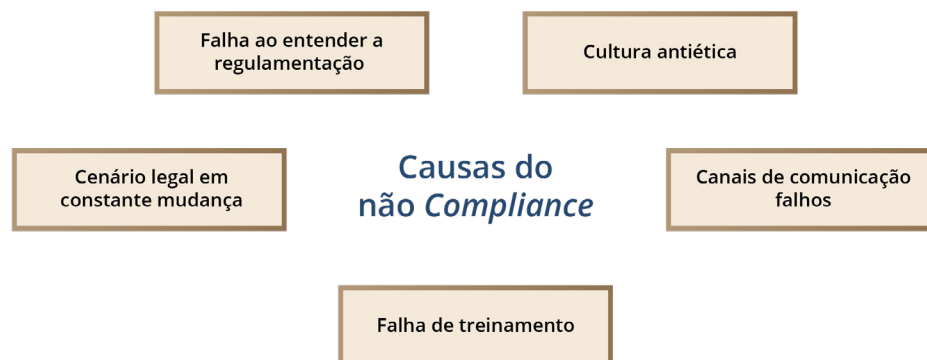 Falha ao entender a
regulamentação
Cultura antiética
Cenário legal em
constante mudança
Causas do
não Compliance
Canais de comunicação
falhos
Falha de treinamento